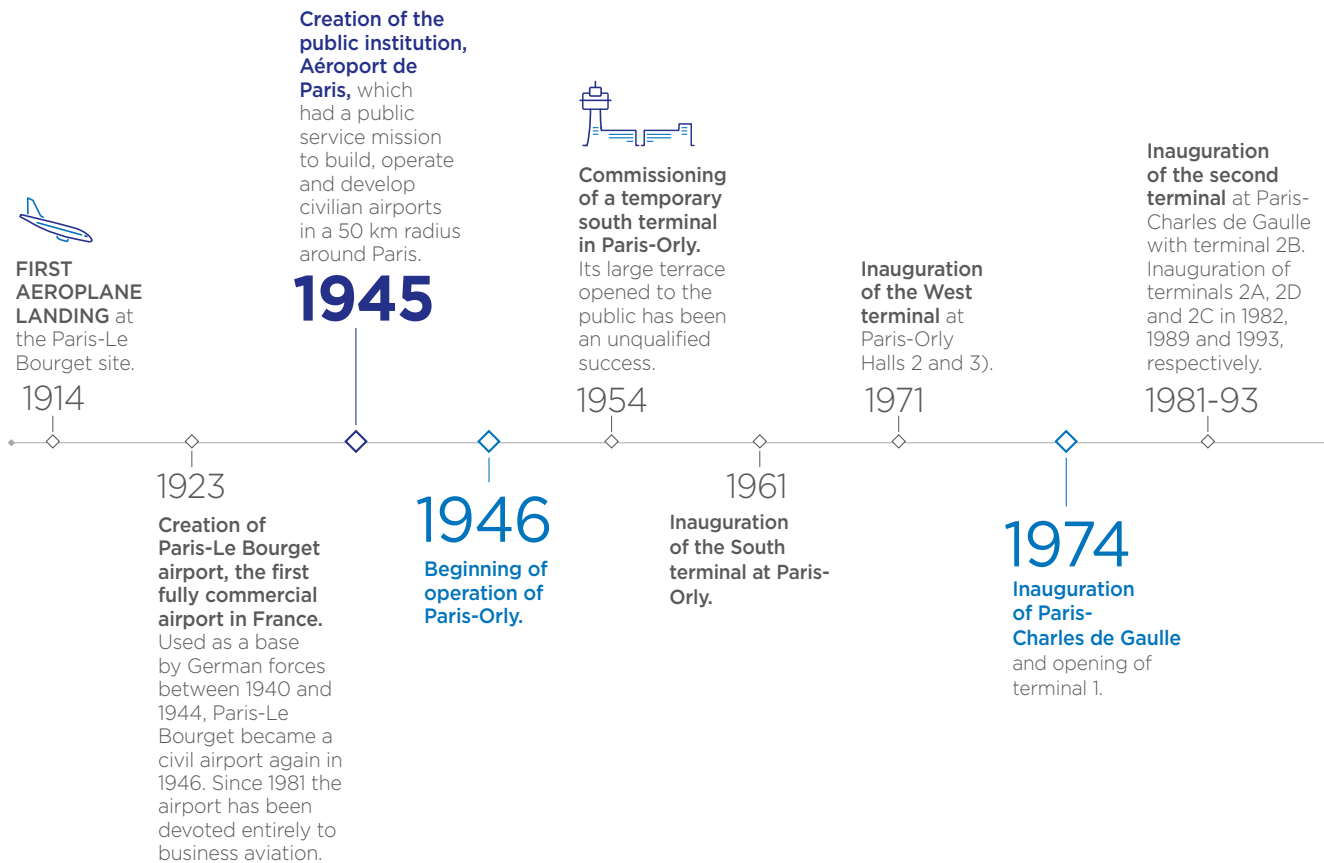 FIRST
AEROPLANE
LANDING at
the Paris-Le
Bourget site.
1914
1923
Creation of
Paris-Le Bourget
airport, the first
fully commercial
airport in France.
Used as a base
by German forces
between 1940 and
1944, Paris-Le
Bourget became a
civil airport again in
1946. Since 1981 the
airport has been
devoted entirely to
business aviation.
Creation of the
public institution,
Aéroport de
Paris, which
had a public
service mission
to build, operate
and develop
civilian airports
in a 50 km radius
around Paris.
1945
1946
Beginning of
operation of
Paris-Orly.
Commissioning
of a temporary
south terminal
in Paris-Orly.
Its large terrace
opened to the
public has been
an unqualified
success.
1954
1961
Inauguration
of the South
terminal at Paris-
Orly.
Inauguration
of the West
terminal at
Paris-Orly
Halls 2 and 3).
1971
1974
Inauguration
of Paris-
Charles de Gaulle
and opening of
terminal 1.
Inauguration
of the second
terminal at Paris-
Charles de Gaulle
with terminal 2B.
Inauguration of
terminals 2A, 2D
and 2C in 1982,
1989 and 1993,
respectively.
1981-93